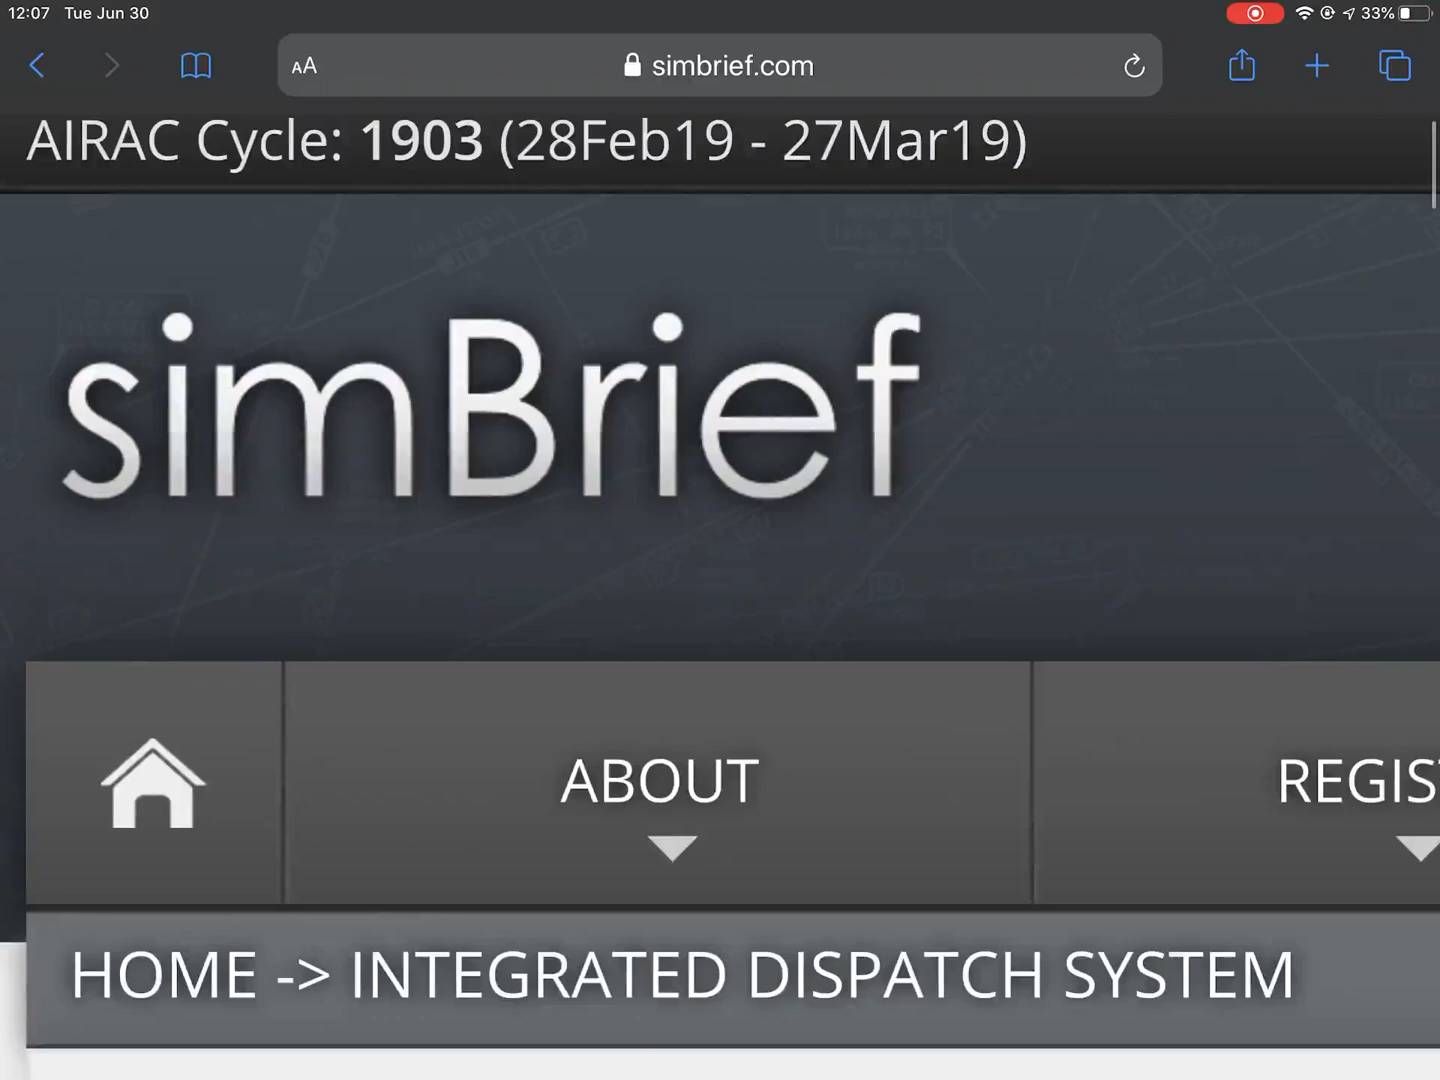 12:07 Tue Jun 30
33%
AA simbrief.com
AIRAC Cycle: 1903 (28Feb19 - 27Mar19)
simBrief
ABOUT
REGIS
HOME -> INTEGRATED DISPATCH SYSTEM